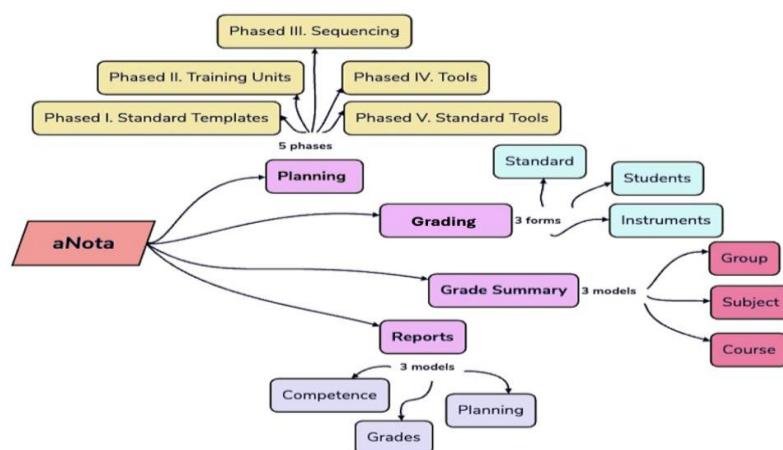 Phased III. Sequencing
Phased II. Training Units
Phased IV. Tools
Phased I. Standard Templates
Phased V. Standard Tools
5 phases
Planning
Standard
Students
Grading
3 forms
Instruments
aNota
Group
Grade Summary
3 models
Subject
Reports
Course
3 models
Competence
Planning
Grades